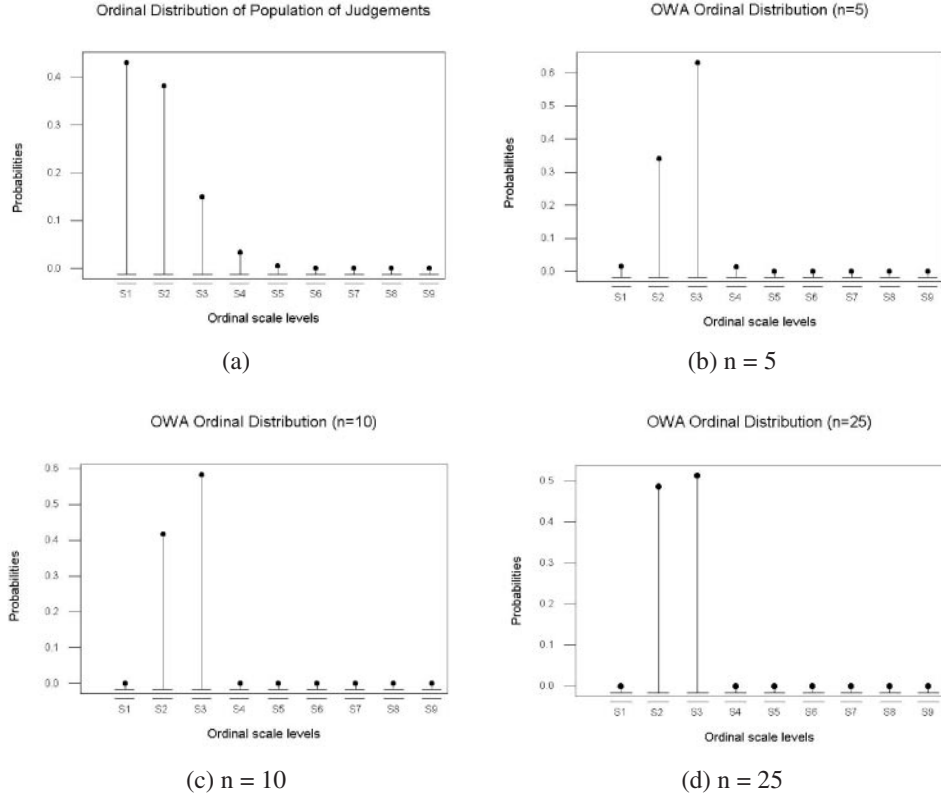 Ordinal Distribution of Population of Judgements
Probabilities
0.4
0.3
0.2
0.1
0.0
S1 S2 S3 S4 S5 S6 S7 S8 S9
Ordinal scale levels
(a)
OWA Ordinal Distribution (n=5)
Probabilities
0.6
0.5
0.4
0.3
0.2
0.1
0.0
S1 S2 S3 S4 S5 S6 S7 S8 S9
Ordinal scale levels
(b) n = 5
OWA Ordinal Distribution (n=10)
Probabilities
0.6
0.5
0.4
0.3
0.2
0.1
0.0
S1 S2 S3 S4 S5 S6 S7 S8 S9
Ordinal scale levels
(c) n = 10
OWA Ordinal Distribution (n=25)
Probabilities
0.5
0.4
0.3
0.2
0.1
0.0
S1 S2 S3 S4 S5 S6 S7 S8 S9
Ordinal scale levels
(d) n = 25